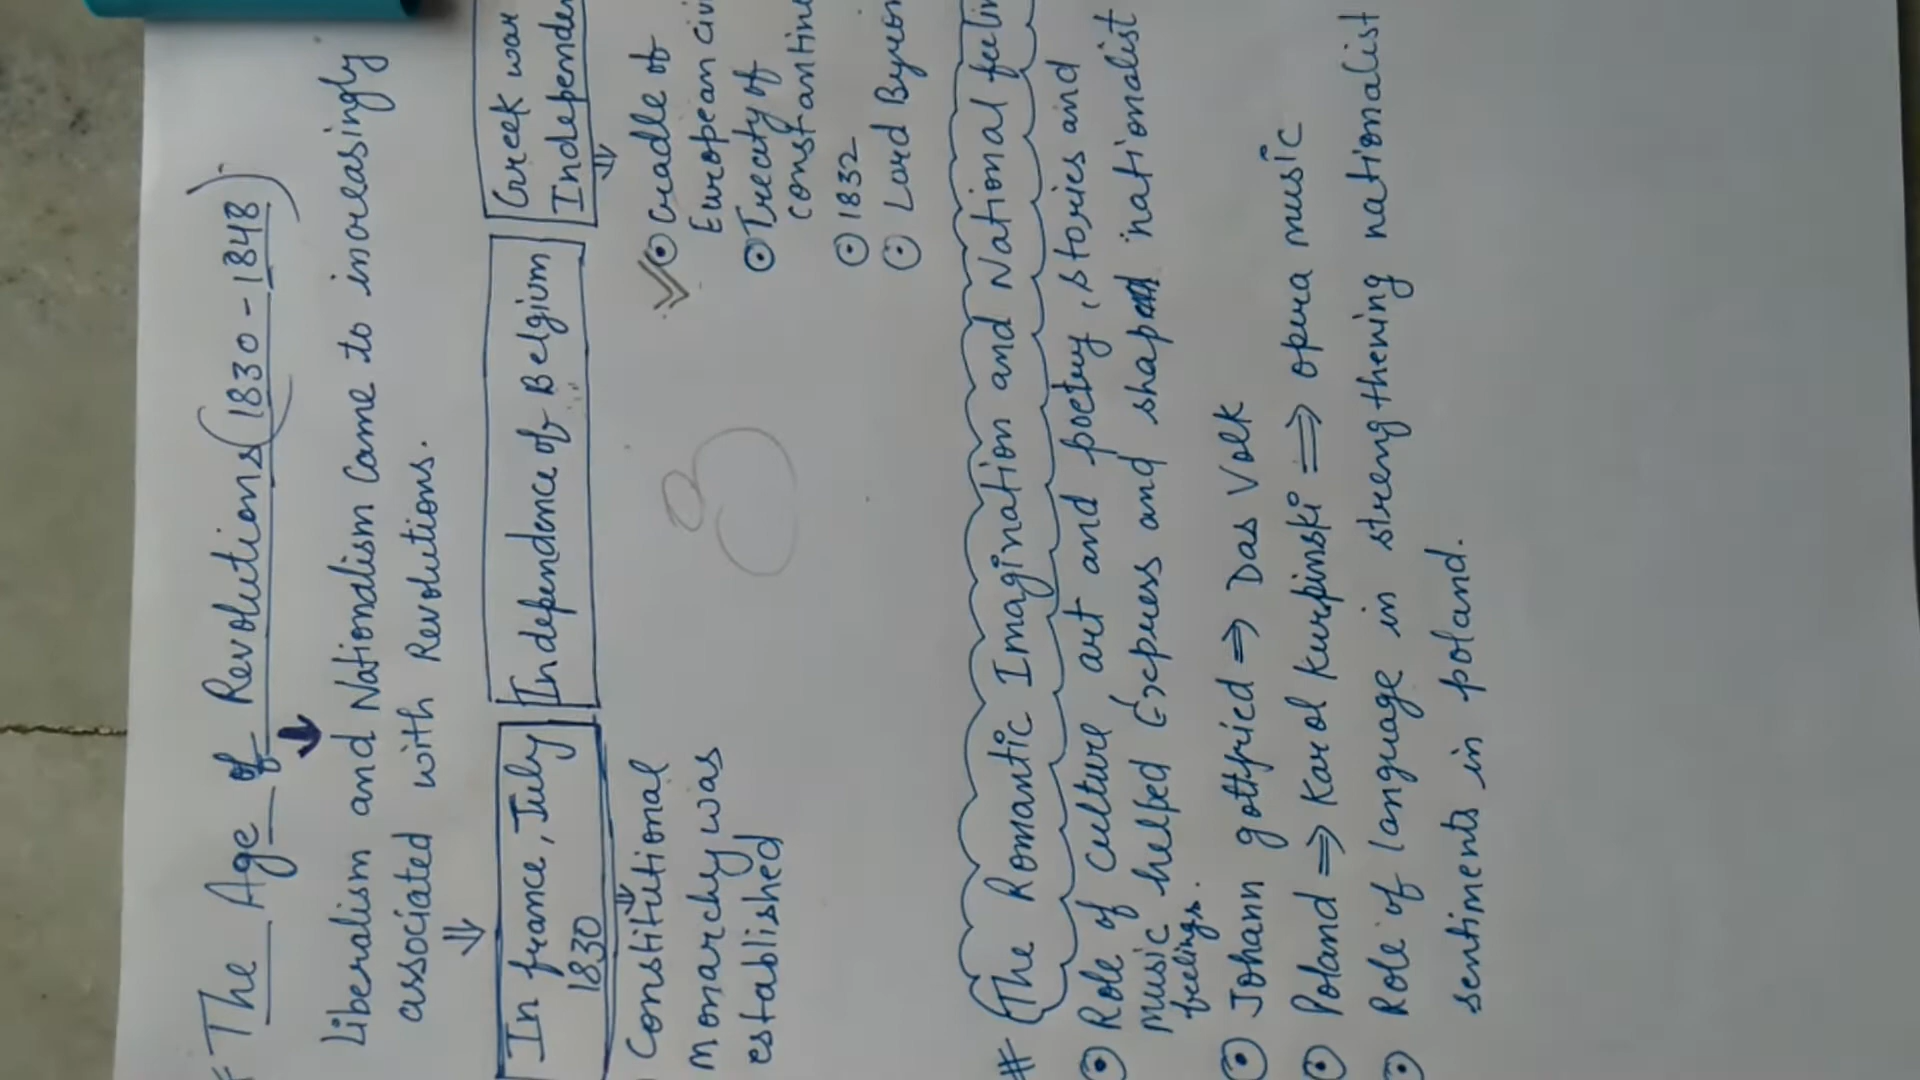 # The Age of Revolutions (1830-1848)
Liberalism and Nationalism Came to increasingly
associated with Revolutions.
In france, July
1830
Constitutional
Monarchy was
established
Independence of Belgium
Greek war
Independen
Cradle of
European civi
Treaty of
constantin
1832
Lord Byron
# The Romantic Imagination and National feelin
Role of culture art and poetry, stories and
Music helped Express and shaped nationalist
feelings.
Johann gottfried ⇒ Das Volk
Poland ⇒ Karol Kurpinski ⇒ opera music
Role of language in strengthening nationalist
sentiments in poland.